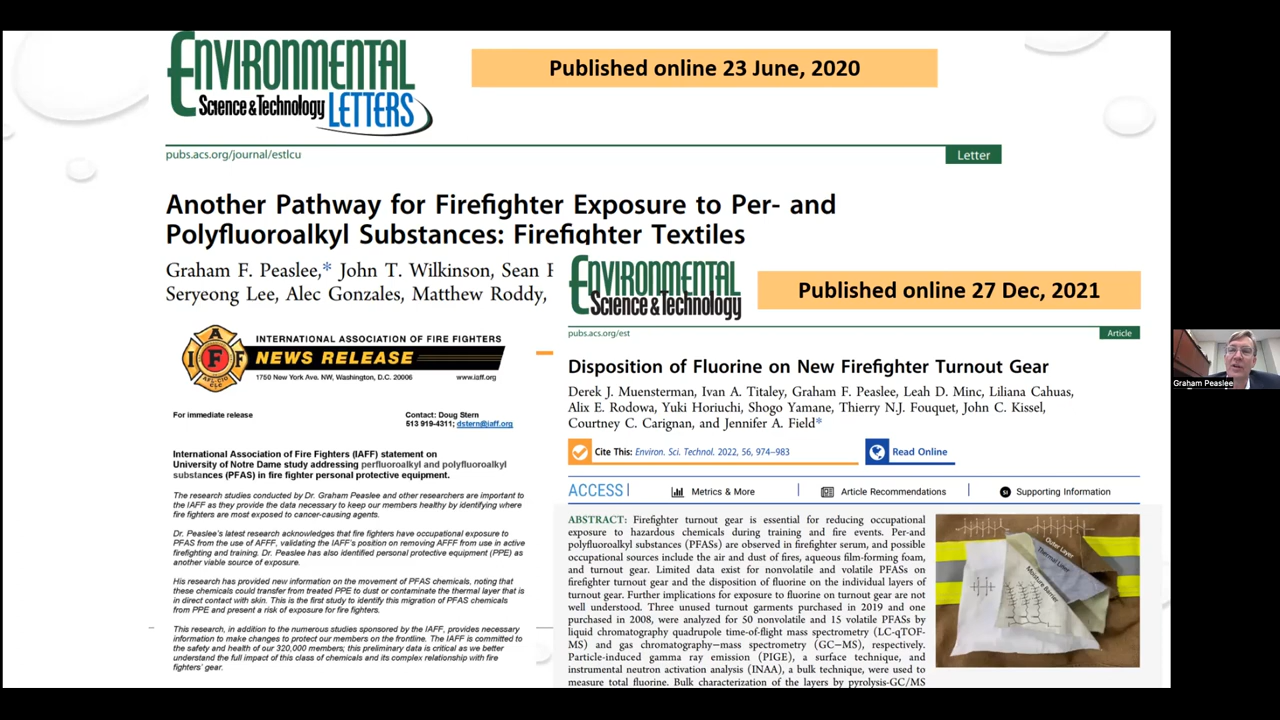 ENVIRONMENTAL
Science & Technology LETTERS
Published online 23 June, 2020
pubs.acs.org/journal/estlcu
Letter
Another Pathway for Firefighter Exposure to Per- and
Polyfluoroalkyl Substances: Firefighter Textiles
Graham F. Peaslee,* John T. Wilkinson, Sean
Seryeong Lee, Alec Gonzales, Matthew Roddy,
I A F F
AFL-CIO
CLC
INTERNATIONAL ASSOCIATION OF FIRE FIGHTERS
NEWS RELEASE
1750 New York Ave. NW, Washington, D.C. 20006
www.iaff.org
For immediate release
Contact: Doug Stern
513 919-4311; dstern@iaff.org
International Association of Fire Fighters (IAFF) statement on
University of Notre Dame study addressing perfluoroalkyl and polyfluoroalkyl
substances (PFAS) in fire fighter personal protective equipment.
The research studies conducted by Dr. Graham Peaslee and other researchers are important to
the IAFF as they provide the data necessary to keep our members healthy by identifying where
fire fighters are most exposed to cancer-causing agents.
Dr. Peaslee's latest research acknowledges that fire fighters have occupational exposure to
PFAS from the use of AFFF, validating the IAFF's position on removing AFFF from use in active
firefighting and training. Dr. Peaslee has also identified personal protective equipment (PPE) as
another viable source of exposure.
His research has provided new information on the movement of PFAS chemicals, noting that
these chemicals could transfer from treated PPE to dust or contaminate the thermal layer that is
in direct contact with skin. This is the first study to identify this migration of PFAS chemicals
from PPE and present a risk of exposure for fire fighters.
This research, in addition to the numerous studies sponsored by the IAFF, provides necessary
information to make changes to protect our members on the frontline. The IAFF is committed to
the safety and health of our 320,000 members; this preliminary data is critical as we better
understand the full impact of this class of chemicals and its complex relationship with fire
fighters' gear.
ENVIRONMENTAL
Science & Technology
Published online 27 Dec, 2021
pubs.acs.org/est
Article
Disposition of Fluorine on New Firefighter Turnout Gear
Derek J. Muensterman, Ivan A. Titaley, Graham F. Peaslee, Leah D. Minc, Liliana Cahuas,
Alix E. Rodowa, Yuki Horiuchi, Shogo Yamane, Thierry N.J. Fouquet, John C. Kissel,
Courtney C. Carignan, and Jennifer A. Field*
Cite This: Environ. Sci. Technol. 2022, 56, 974–983
Read Online
ACCESS
Metrics & More
Article Recommendations
SI Supporting Information
ABSTRACT: Firefighter turnout gear is essential for reducing occupational
exposure to hazardous chemicals during training and fire events. Per-and
polyfluoroalkyl substances (PFASs) are observed in firefighter serum, and possible
occupational sources include the air and dust of fires, aqueous film-forming foam,
and turnout gear. Limited data exist for nonvolatile and volatile PFASs on
firefighter turnout gear and the disposition of fluorine on the individual layers of
turnout gear. Further implications for exposure to fluorine on turnout gear are not
well understood. Three unused turnout garments purchased in 2019 and one
purchased in 2008, were analyzed for 50 nonvolatile and 15 volatile PFASs by
liquid chromatography quadrupole time-of-flight mass spectrometry (LC-qTOF-
MS) and gas chromatography−mass spectrometry (GC−MS), respectively.
Particle-induced gamma ray emission (PIGE), a surface technique, and
instrumental neutron activation analysis (INAA), a bulk technique, were used to
measure total fluorine. Bulk characterization of the layers by pyrolysis-GC/MS
Outer Layer
Thermal Liner
Moisture Barrier
Graham Peaslee